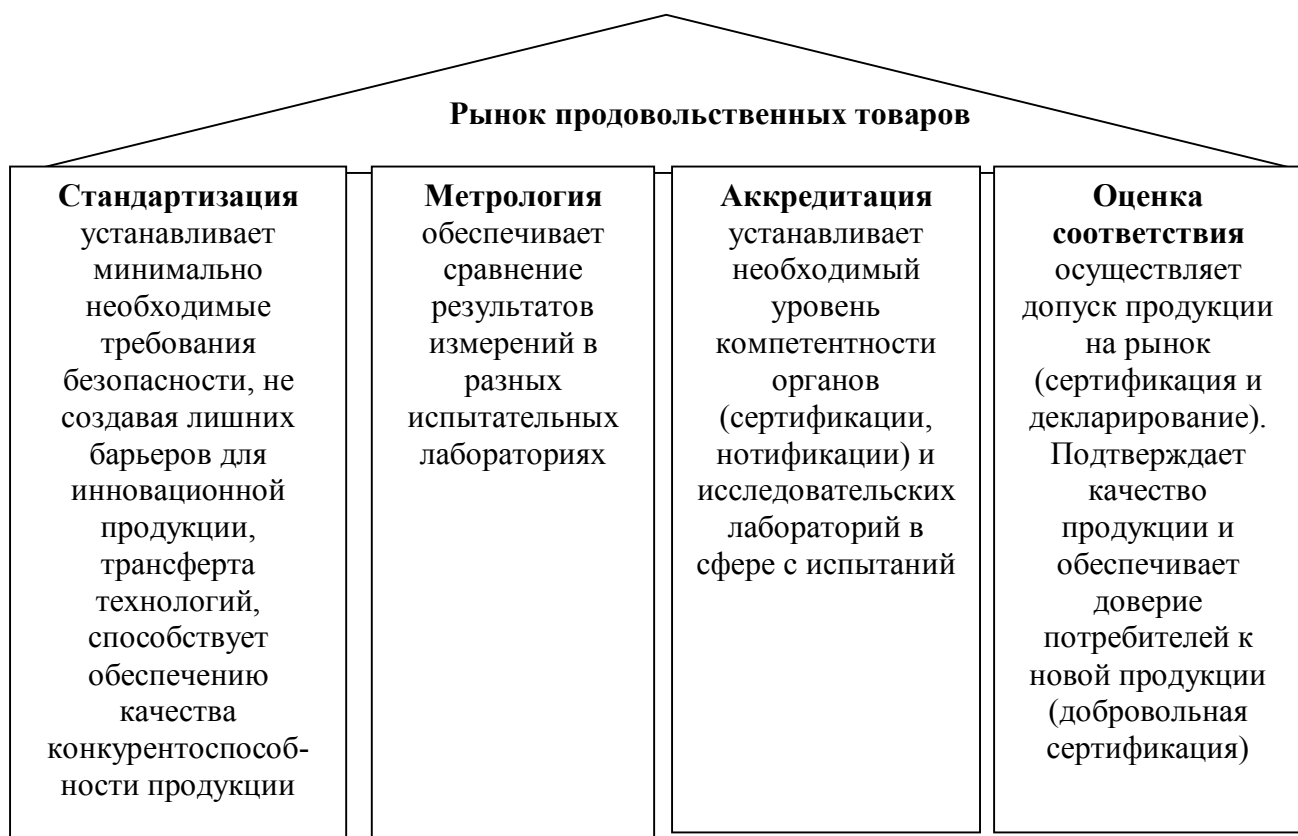 Рынок продовольственных товаров
Стандартизация
устанавливает
минимально
необходимые
требования
безопасности, не
создавая лишних
барьеров для
инновационной
продукции,
трансферта
технологий,
способствует
обеспечению
качества
конкурентоспособ-
ности продукции
Метрология
обеспечивает
сравнение
результатов
измерений в
разных
испытательных
лабораториях
Аккредитация
устанавливает
необходимый
уровень
компетентности
органов
(сертификации,
нотификации) и
исследовательских
лабораторий в
сфере с испытаний
Оценка
соответствия
осуществляет
допуск продукции
на рынок
(сертификация и
декларирование).
Подтверждает
качество
продукции и
обеспечивает
доверие
потребителей к
новой продукции
(добровольная
сертификация)